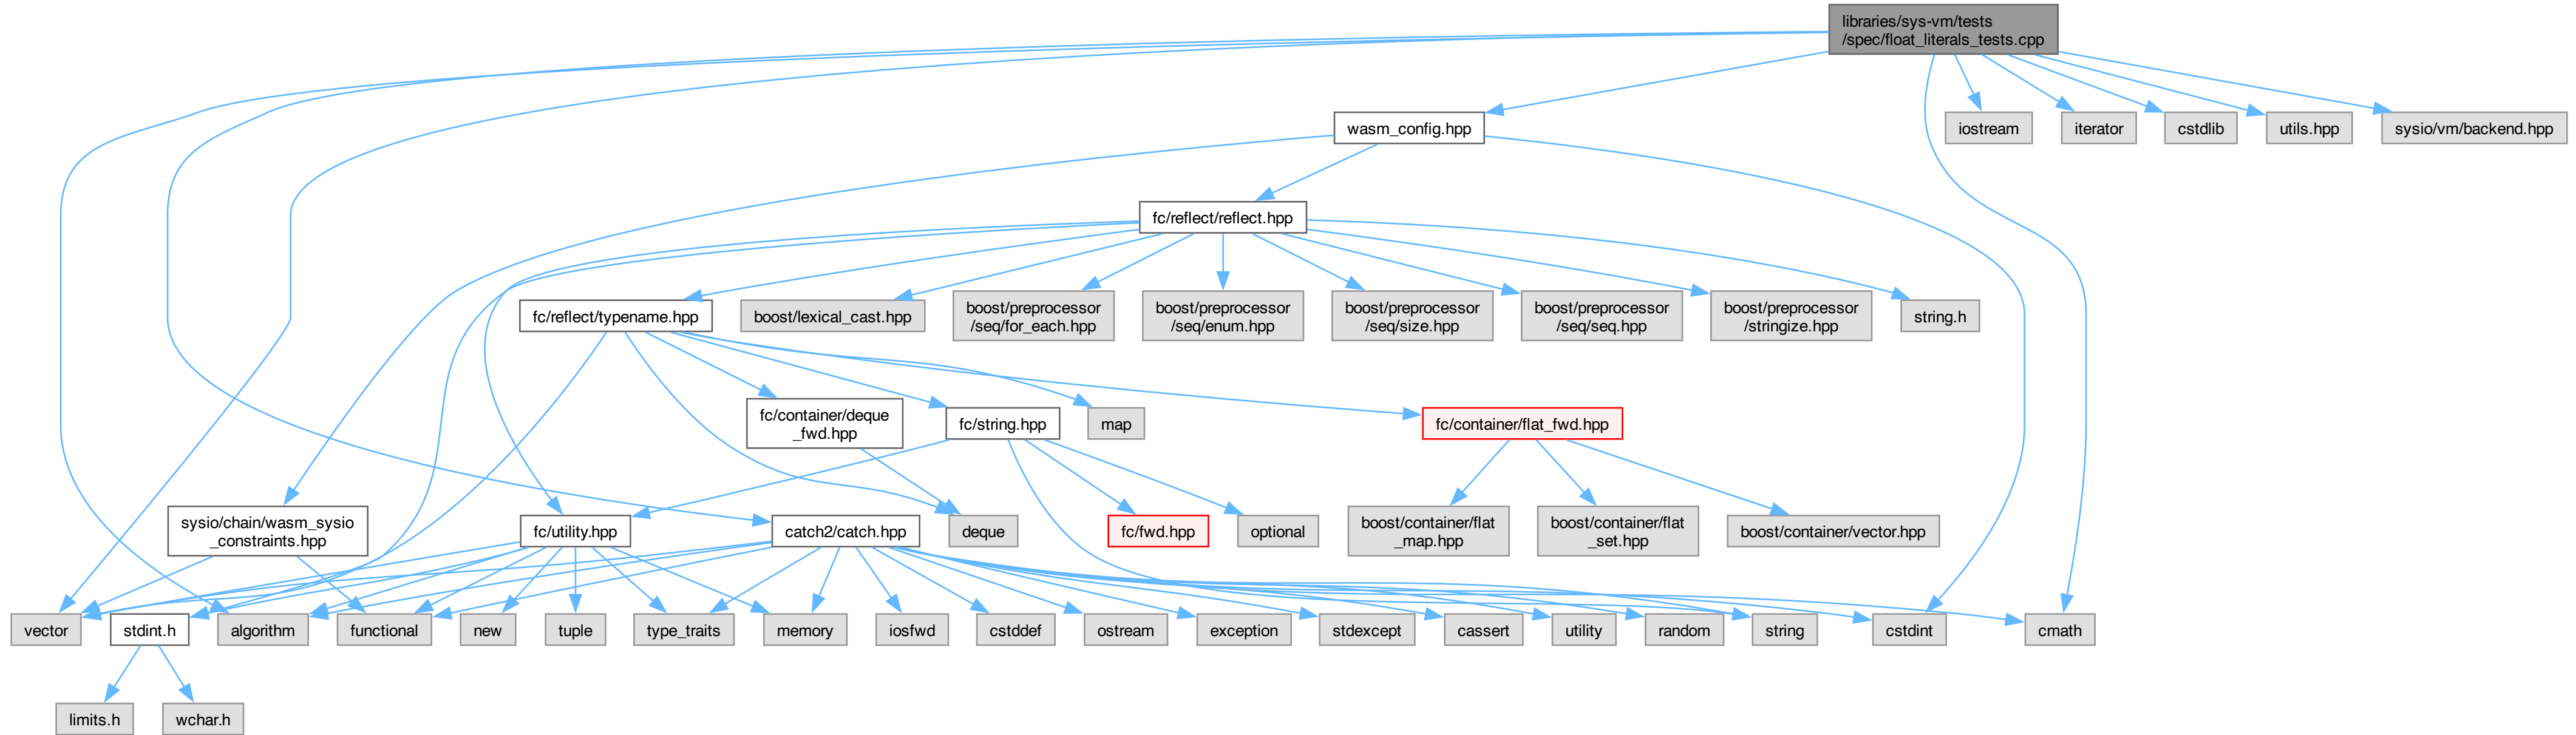 libraries/sys-vm/tests
/spec/float_literals_tests.cpp
wasm_config.hpp
iostream
iterator
cstdlib
utils.hpp
sysio/vm/backend.hpp
fc/reflect/reflect.hpp
fc/reflect/typename.hpp
boost/lexical_cast.hpp
boost/preprocessor
/seq/for_each.hpp
boost/preprocessor
/seq/enum.hpp
boost/preprocessor
/seq/size.hpp
boost/preprocessor
/seq/seq.hpp
boost/preprocessor
/stringize.hpp
string.h
fc/container/deque
_fwd.hpp
fc/string.hpp
map
fc/container/flat_fwd.hpp
sysio/chain/wasm_sysio
_constraints.hpp
fc/utility.hpp
catch2/catch.hpp
deque
fc/fwd.hpp
optional
boost/container/flat
_map.hpp
boost/container/flat
_set.hpp
boost/container/vector.hpp
vector
stdint.h
algorithm
functional
new
tuple
type_traits
memory
iosfwd
cstddef
ostream
exception
stdexcept
cassert
utility
random
string
cstdint
cmath
limits.h
wchar.h